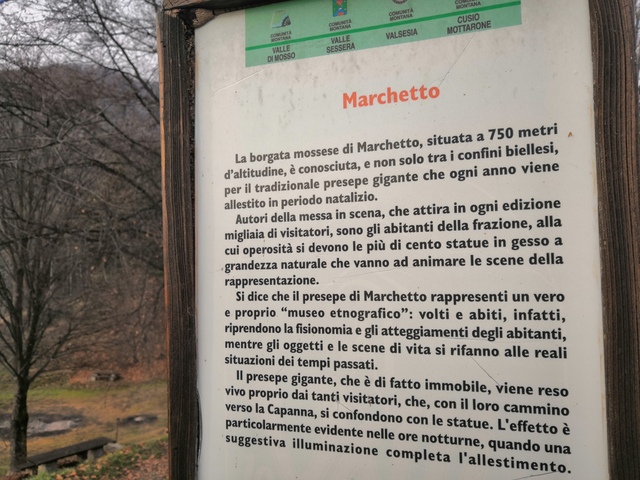 COMUNITÀ MONTANA COMUNITÀ MONTANA COMUNITÀ MONTANA COMUNITÀ MONTANA
VALLE DI MOSSO VALLE SESSERA VALSESIA CUSIO MOTTARONE
Marchetto
La borgata mossese di Marchetto, situata a 750 metri
d'altitudine, è conosciuta, e non solo tra i confini biellesi,
per il tradizionale presepe gigante che ogni anno viene
allestito in periodo natalizio.
Autori della messa in scena, che attira in ogni edizione
migliaia di visitatori, sono gli abitanti della frazione, alla
cui operosità si devono le più di cento statue in gesso a
grandezza naturale che vanno ad animare le scene della
rappresentazione.
Si dice che il presepe di Marchetto rappresenti un vero
e proprio “museo etnografico”: volti e abiti, infatti,
riprendono la fisionomia e gli atteggiamenti degli abitanti,
mentre gli oggetti e le scene di vita si rifanno alle reali
situazioni dei tempi passati.
Il presepe gigante, che è di fatto immobile, viene reso
vivo proprio dai tanti visitatori, che, con il loro cammino
verso la Capanna, si confondono con le statue. L'effetto è
particolarmente evidente nelle ore notturne, quando una
suggestiva illuminazione completa l'allestimento.